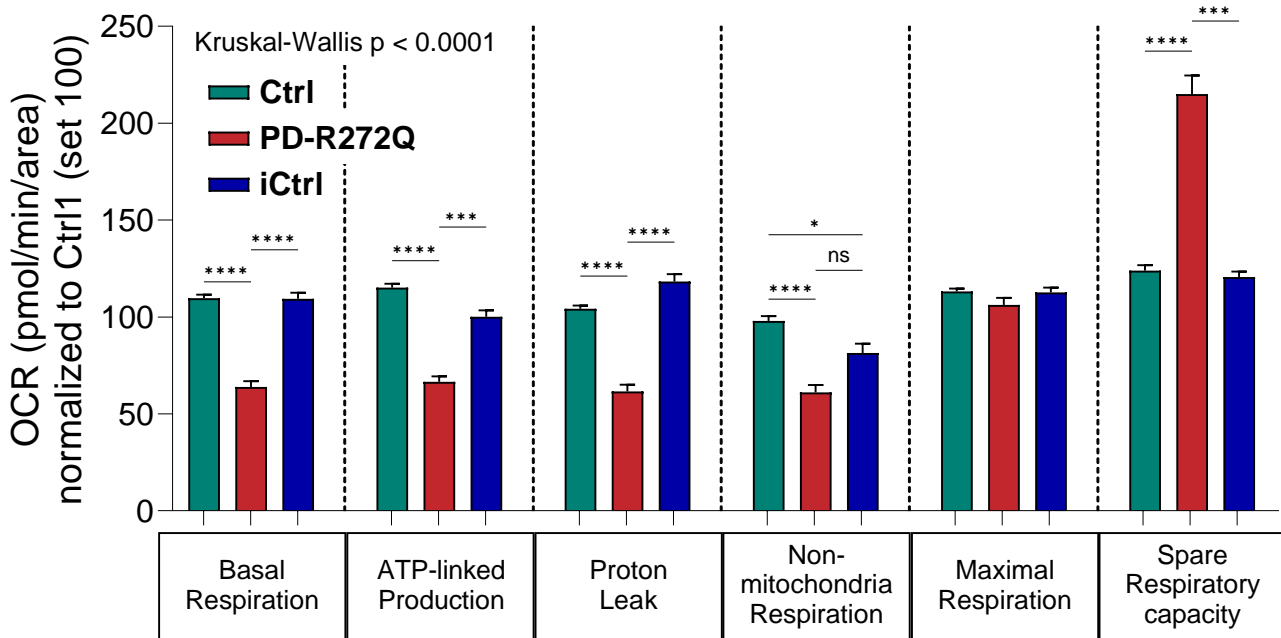 OCR (pmol/min/area)
normalized to Ctrl1 (set 100)
250
200
150
100
50
0
Kruskal-Wallis p < 0.0001
Ctrl
PD-R272Q
iCtrl
**** ****
**** ***
**** ****
**** ns *
**** ***
Basal
Respiration
ATP-linked
Production
Proton
Leak
Non-
mitochondria
Respiration
Maximal
Respiration
Spare
Respiratory
capacity